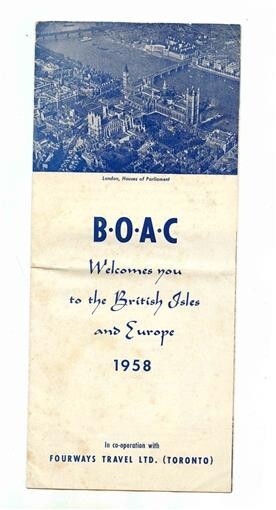 London, Houses of Parliament
B·O·A·C
Welcomes you
to the British Isles
and Europe
1958
In co-operation with
FOURWAYS TRAVEL LTD. (TORONTO)